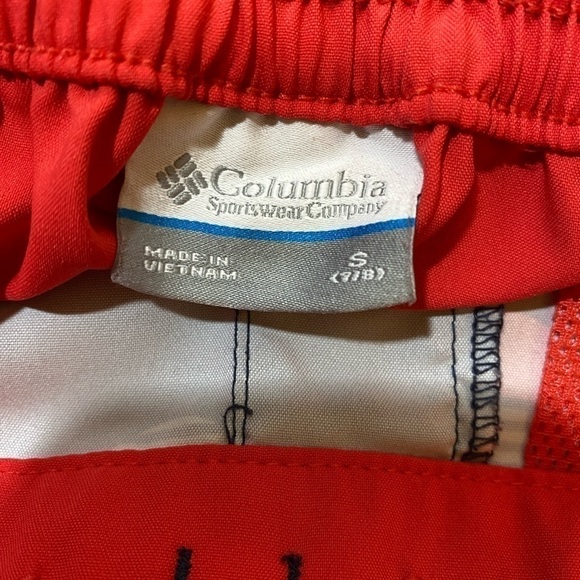 Columbia
Sportswear Company
MADE IN
VIETNAM
S
(7/8)